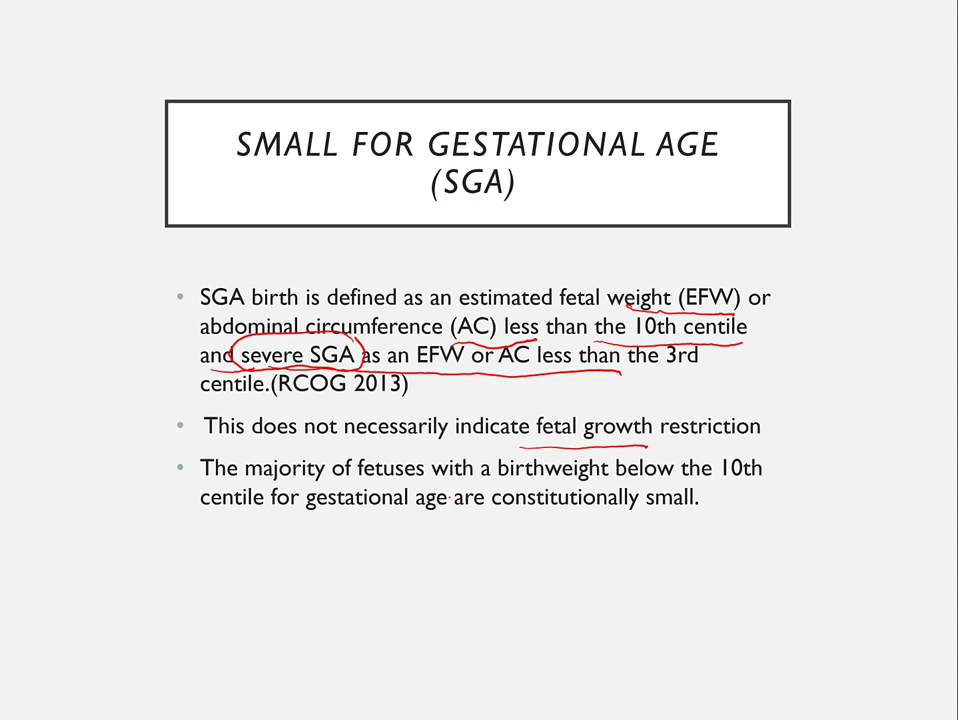 SMALL FOR GESTATIONAL AGE
(SGA)
• SGA birth is defined as an estimated fetal weight (EFW) or
abdominal circumference (AC) less than the 10th centile
and severe SGA as an EFW or AC less than the 3rd
centile.(RCOG 2013)
• This does not necessarily indicate fetal growth restriction
• The majority of fetuses with a birthweight below the 10th
centile for gestational age are constitutionally small.